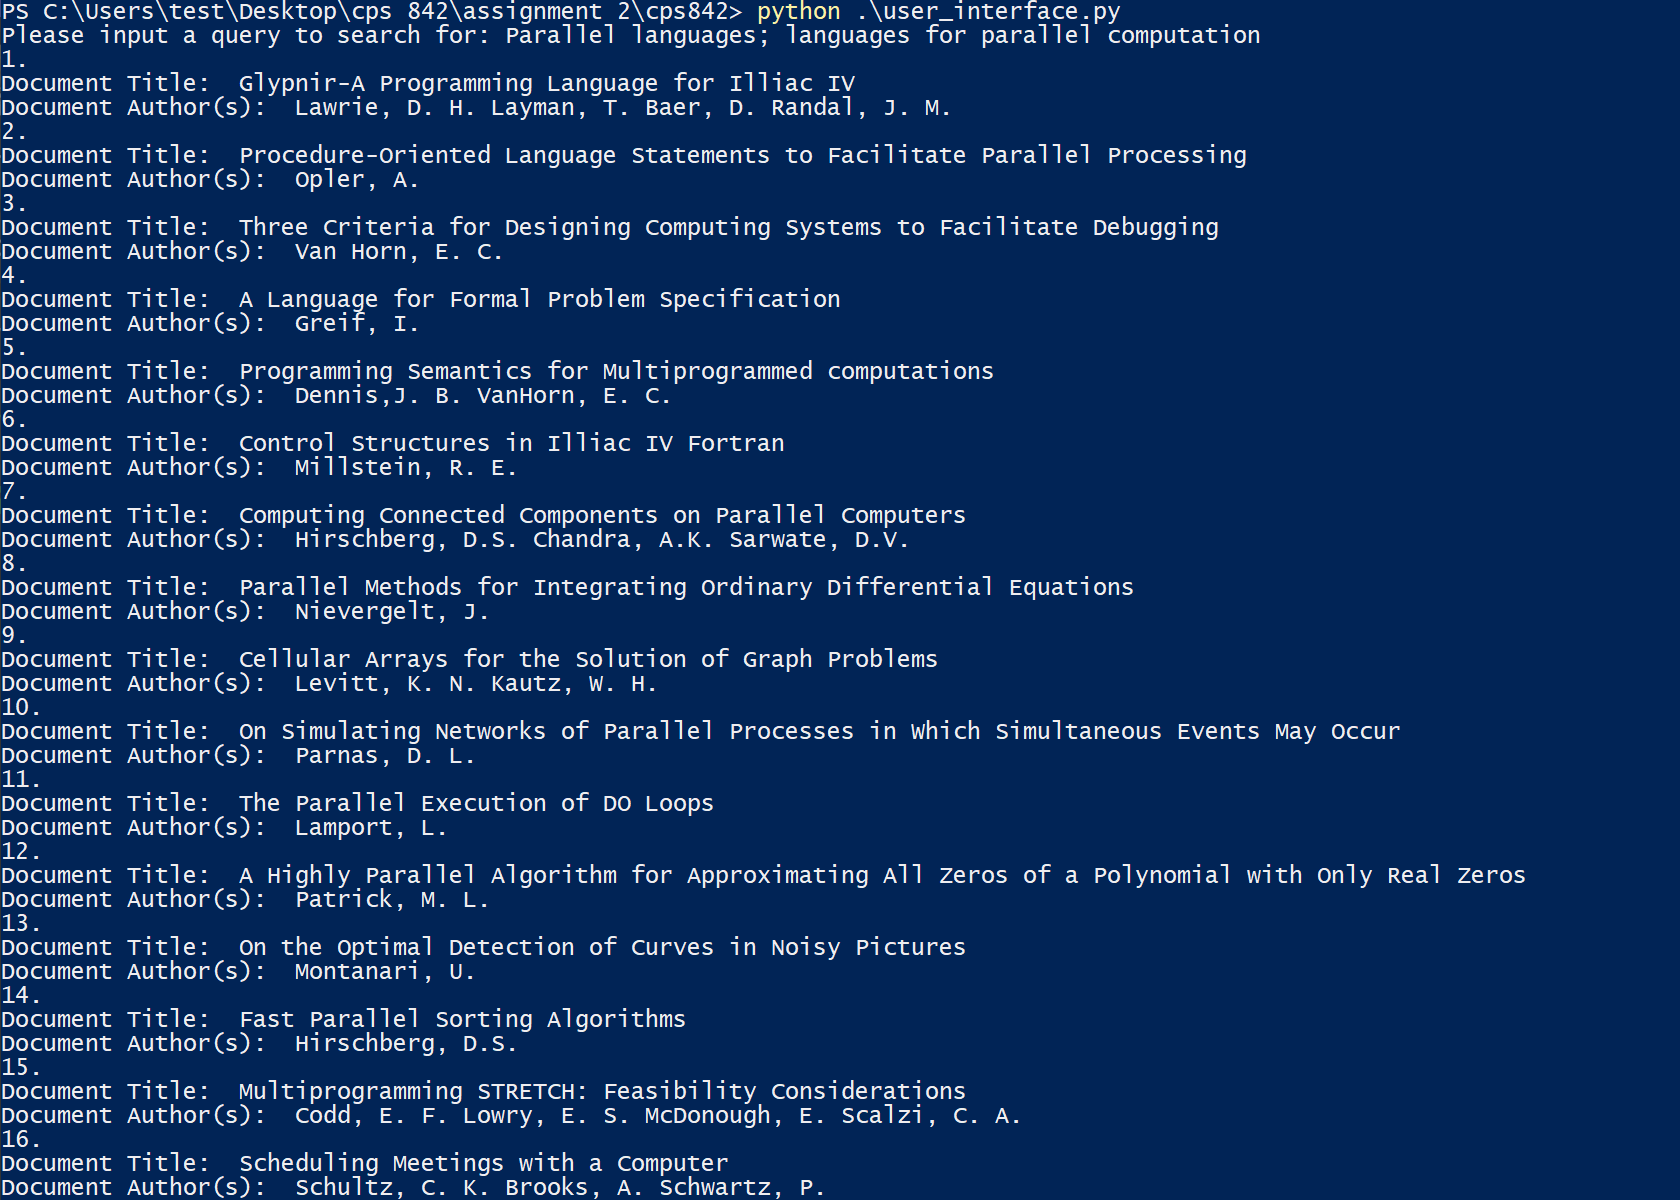 PS C:\Users\test\Desktop\cps 842\assignment 2\cps842> python .\user_interface.py
Please input a query to search for: Parallel languages; languages for parallel computation
1.
Document Title:  Glypnir-A Programming Language for Illiac IV
Document Author(s):  Lawrie, D. H. Layman, T. Baer, D. Randal, J. M.
2.
Document Title:  Procedure-Oriented Language Statements to Facilitate Parallel Processing
Document Author(s):  Opler, A.
3.
Document Title:  Three Criteria for Designing Computing Systems to Facilitate Debugging
Document Author(s):  Van Horn, E. C.
4.
Document Title:  A Language for Formal Problem Specification
Document Author(s):  Greif, I.
5.
Document Title:  Programming Semantics for Multiprogrammed computations
Document Author(s):  Dennis,J. B. VanHorn, E. C.
6.
Document Title:  Control Structures in Illiac IV Fortran
Document Author(s):  Millstein, R. E.
7.
Document Title:  Computing Connected Components on Parallel Computers
Document Author(s):  Hirschberg, D.S. Chandra, A.K. Sarwate, D.V.
8.
Document Title:  Parallel Methods for Integrating Ordinary Differential Equations
Document Author(s):  Nievergelt, J.
9.
Document Title:  Cellular Arrays for the Solution of Graph Problems
Document Author(s):  Levitt, K. N. Kautz, W. H.
10.
Document Title:  On Simulating Networks of Parallel Processes in Which Simultaneous Events May Occur
Document Author(s):  Parnas, D. L.
11.
Document Title:  The Parallel Execution of DO Loops
Document Author(s):  Lamport, L.
12.
Document Title:  A Highly Parallel Algorithm for Approximating All Zeros of a Polynomial with Only Real Zeros
Document Author(s):  Patrick, M. L.
13.
Document Title:  On the Optimal Detection of Curves in Noisy Pictures
Document Author(s):  Montanari, U.
14.
Document Title:  Fast Parallel Sorting Algorithms
Document Author(s):  Hirschberg, D.S.
15.
Document Title:  Multiprogramming STRETCH: Feasibility Considerations
Document Author(s):  Codd, E. F. Lowry, E. S. McDonough, E. Scalzi, C. A.
16.
Document Title:  Scheduling Meetings with a Computer
Document Author(s):  Schultz, C. K. Brooks, A. Schwartz, P.